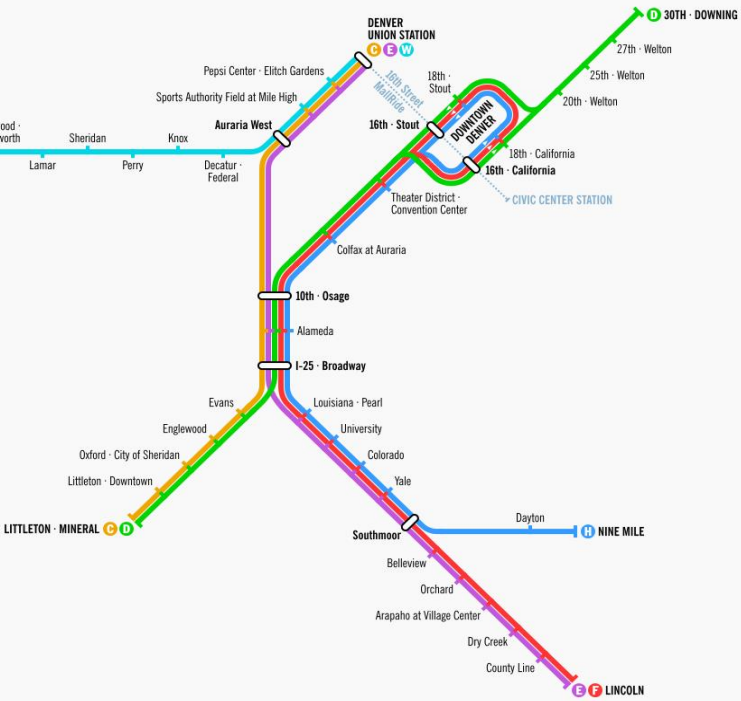 DENVER
UNION STATION
C E W
D 30TH · DOWNING
27th · Welton
25th · Welton
20th · Welton
Pepsi Center · Elitch Gardens
16th Street
MallRide
18th ·
Stout
Sports Authority Field at Mile High
Auraria West
16th · Stout
DOWNTOWN
DENVER
18th · California
16th · California
Sheridan
Knox
Lamar
Perry
Decatur ·
Federal
Theater District ·
Convention Center
CIVIC CENTER STATION
Colfax at Auraria
10th · Osage
Alameda
I-25 · Broadway
Evans
Louisiana · Pearl
Englewood
University
Oxford · City of Sheridan
Colorado
Littleton · Downtown
Yale
LITTLETON · MINERAL C D
Southmoor
Dayton
H NINE MILE
Belleview
Orchard
Arapaho at Village Center
Dry Creek
County Line
E F LINCOLN